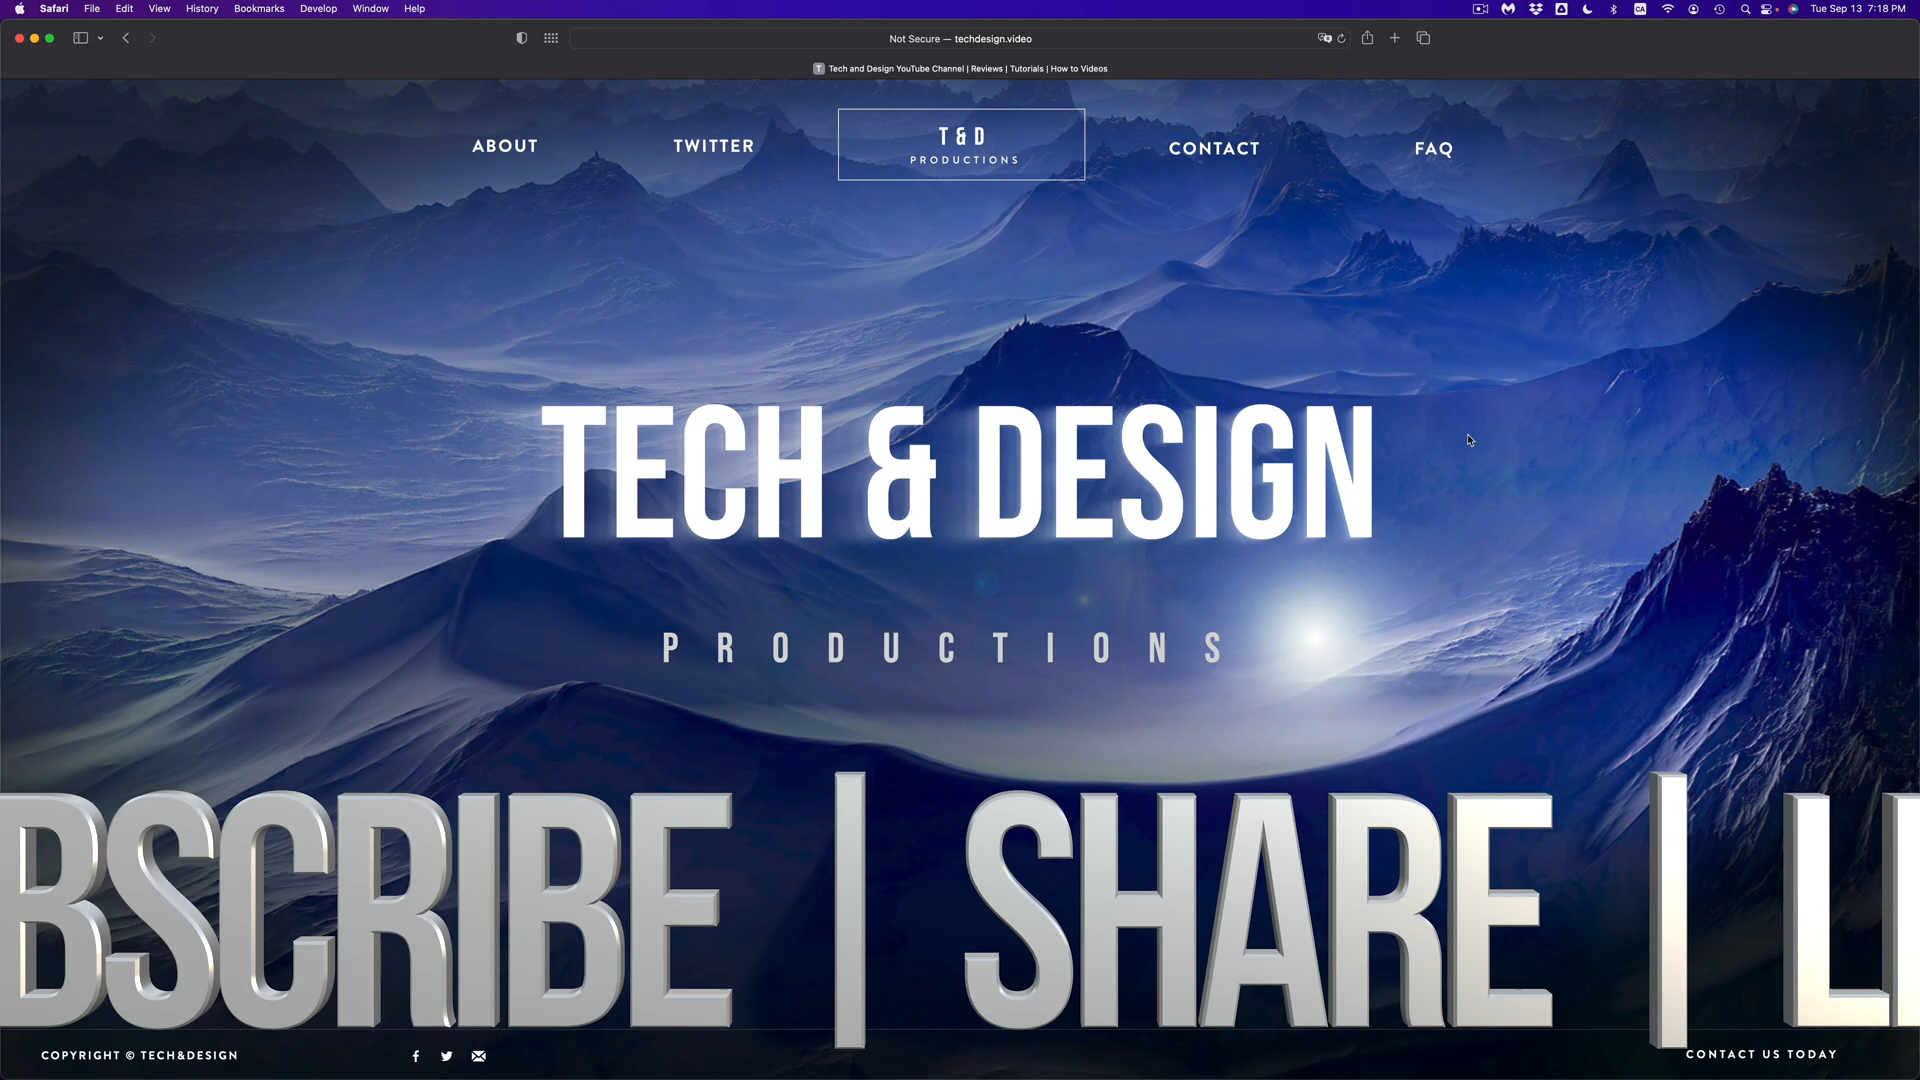 Safari File Edit View History Bookmarks Develop Window Help
CA
Tue Sep 13 7:18 PM
Not Secure — techdesign.video
T Tech and Design YouTube Channel | Reviews | Tutorials | How to Videos
ABOUT
TWITTER
T & D
PRODUCTIONS
CONTACT
FAQ
TECH & DESIGN
PRODUCTIONS
BSCRIBE | SHARE | LI
COPYRIGHT © TECH&DESIGN
CONTACT US TODAY